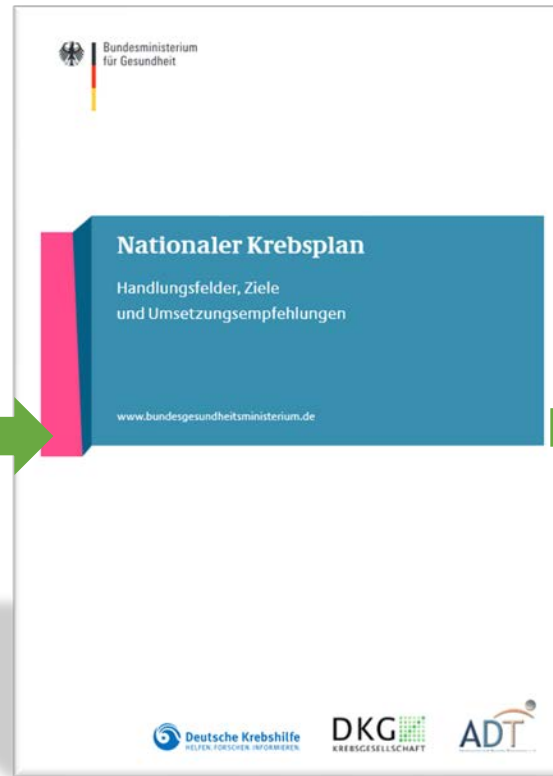 Bundesministerium
für Gesundheit
Nationaler Krebsplan
Handlungsfelder, Ziele
und Umsetzungsempfehlungen
www.bundesgesundheitsministerium.de
Deutsche Krebshilfe
HELFEN. FORSCHEN. INFORMIEREN.
DKG
KREBSGESELLSCHAFT
ADT